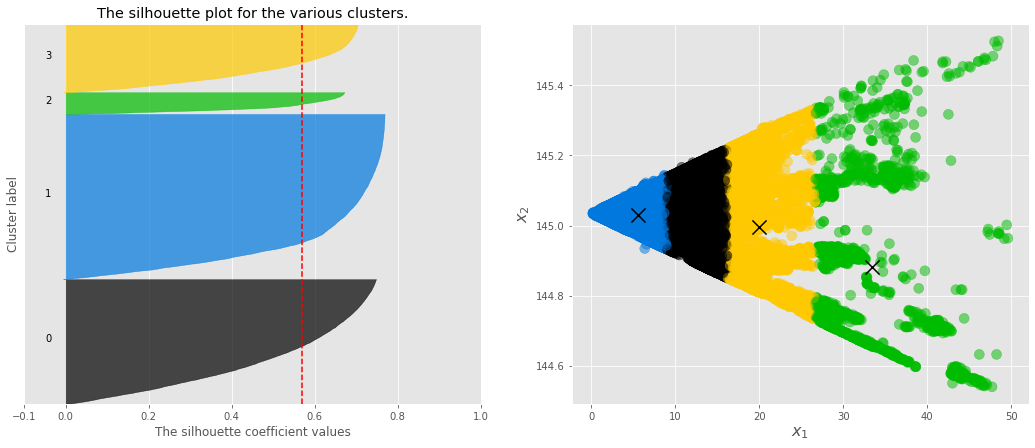 The silhouette plot for the various clusters.
Cluster label
3
2
1
0
−0.1 0.0 0.2 0.4 0.6 0.8 1.0
The silhouette coefficient values
x₂
145.4
145.2
145.0
144.8
144.6
0 10 20 30 40 50
x₁